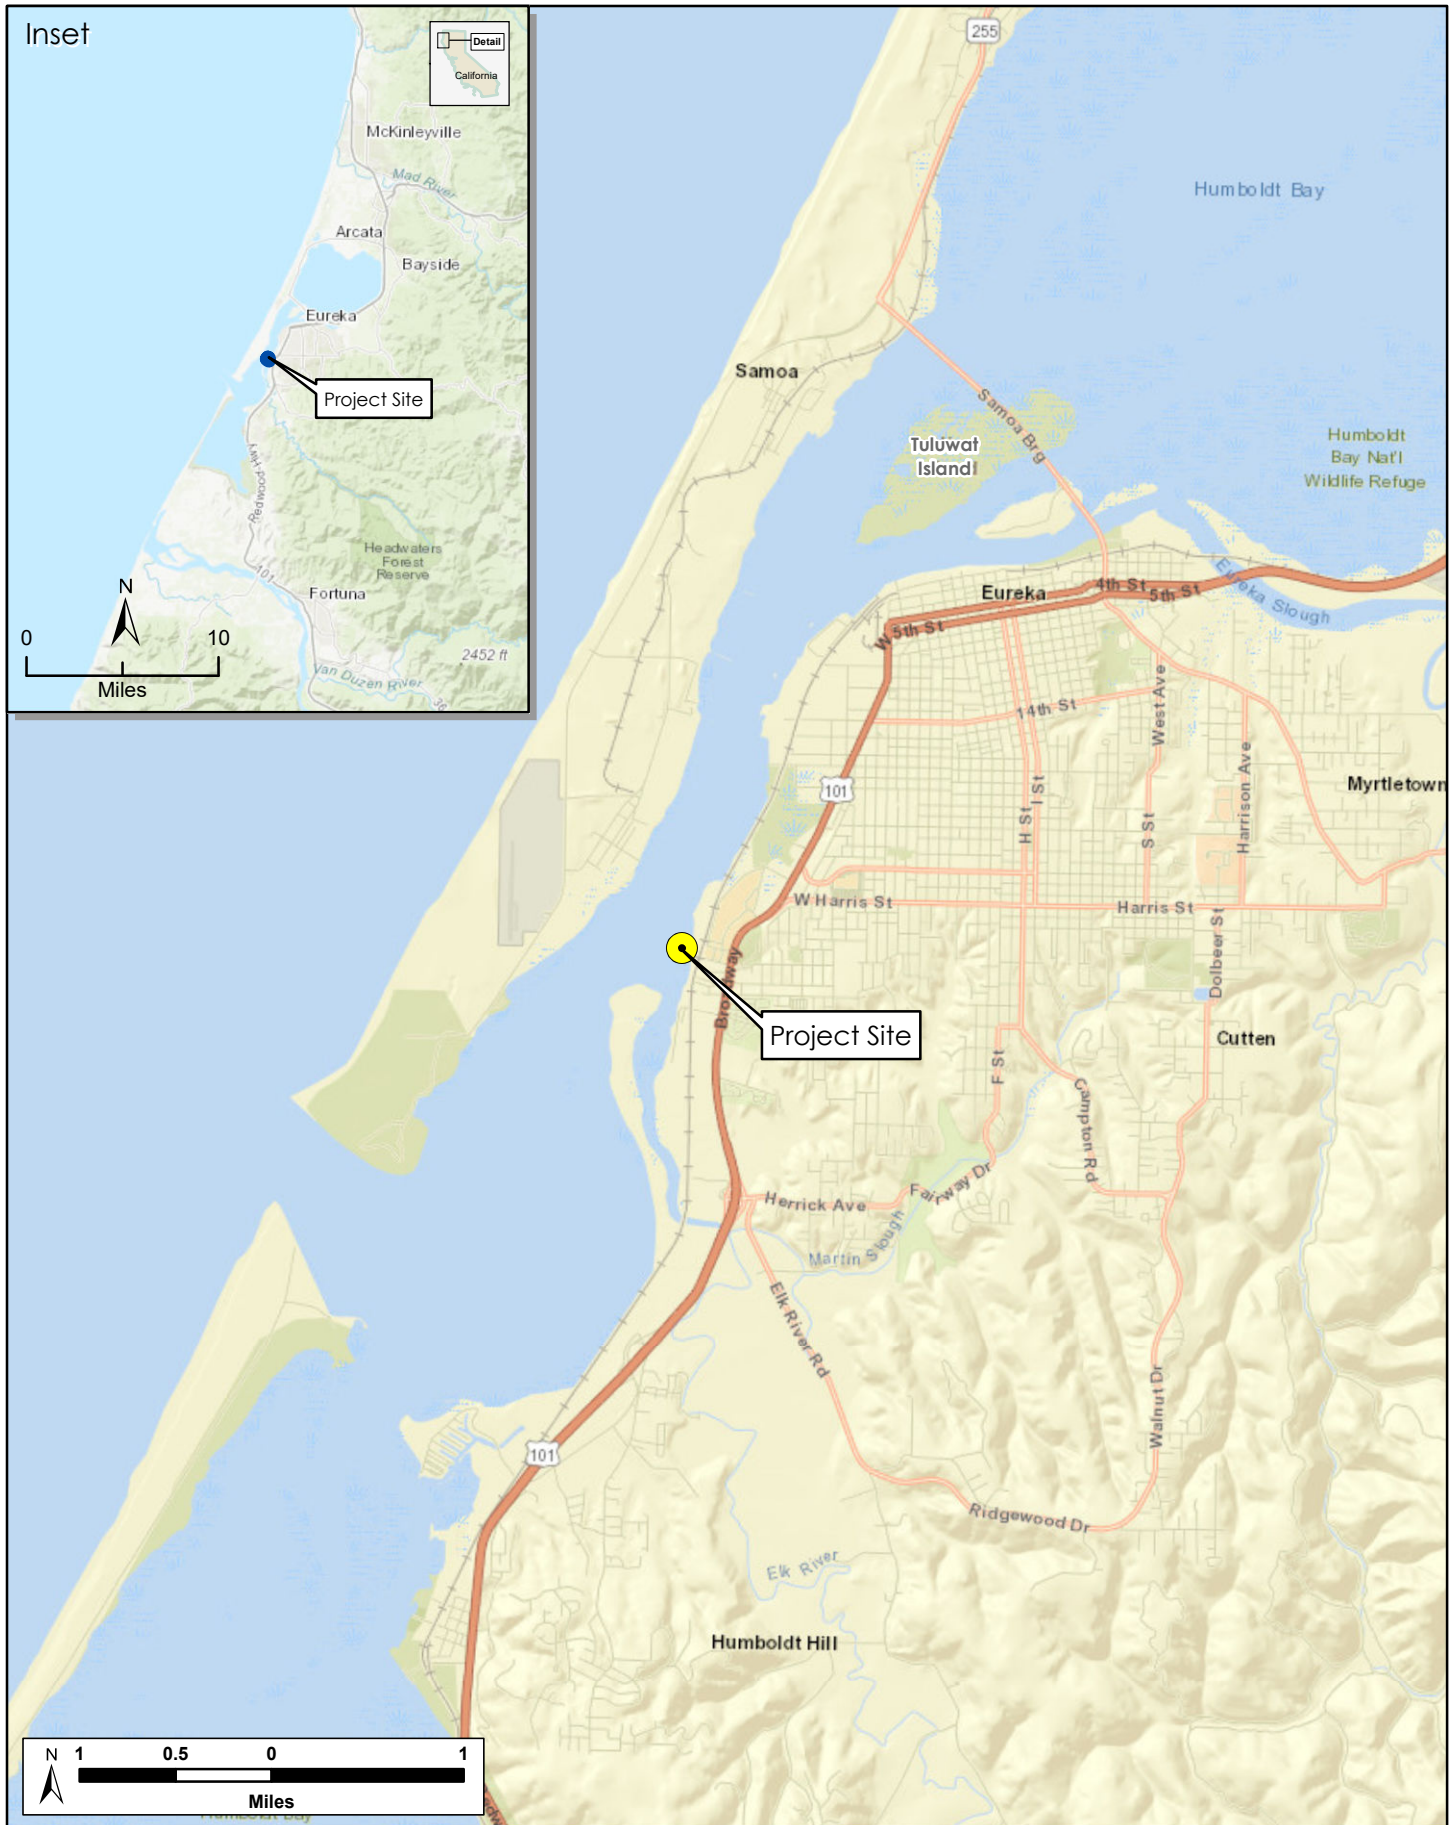 Inset
Detail
California
McKinleyville
Mad River
Arcata
Bayside
Eureka
Project Site
Redwood Hwy
Headwaters
Forest
Reserve
101
Fortuna
2452 ft
Van Duzen River
36
N
0 10
Miles
255
Humboldt Bay
Samoa
Samoa Brg
Tuluwat
Island
Humboldt
Bay Nat'l
Wildlife Refuge
Eureka Slough
Eureka
4th St
5th St
W 5th St
14th St
West Ave
Harrison Ave
Myrtletown
101
H St
I St
S St
W Harris St
Harris St
Dolbeer St
Broadway
Project Site
Cutten
F St
Campton Rd
Herrick Ave
Fairway Dr
Martin Slough
Elk River Rd
Walnut Dr
101
Ridgewood Dr
Elk River
Humboldt Hill
N
1 0.5 0 1
Miles
Humboldt Bay